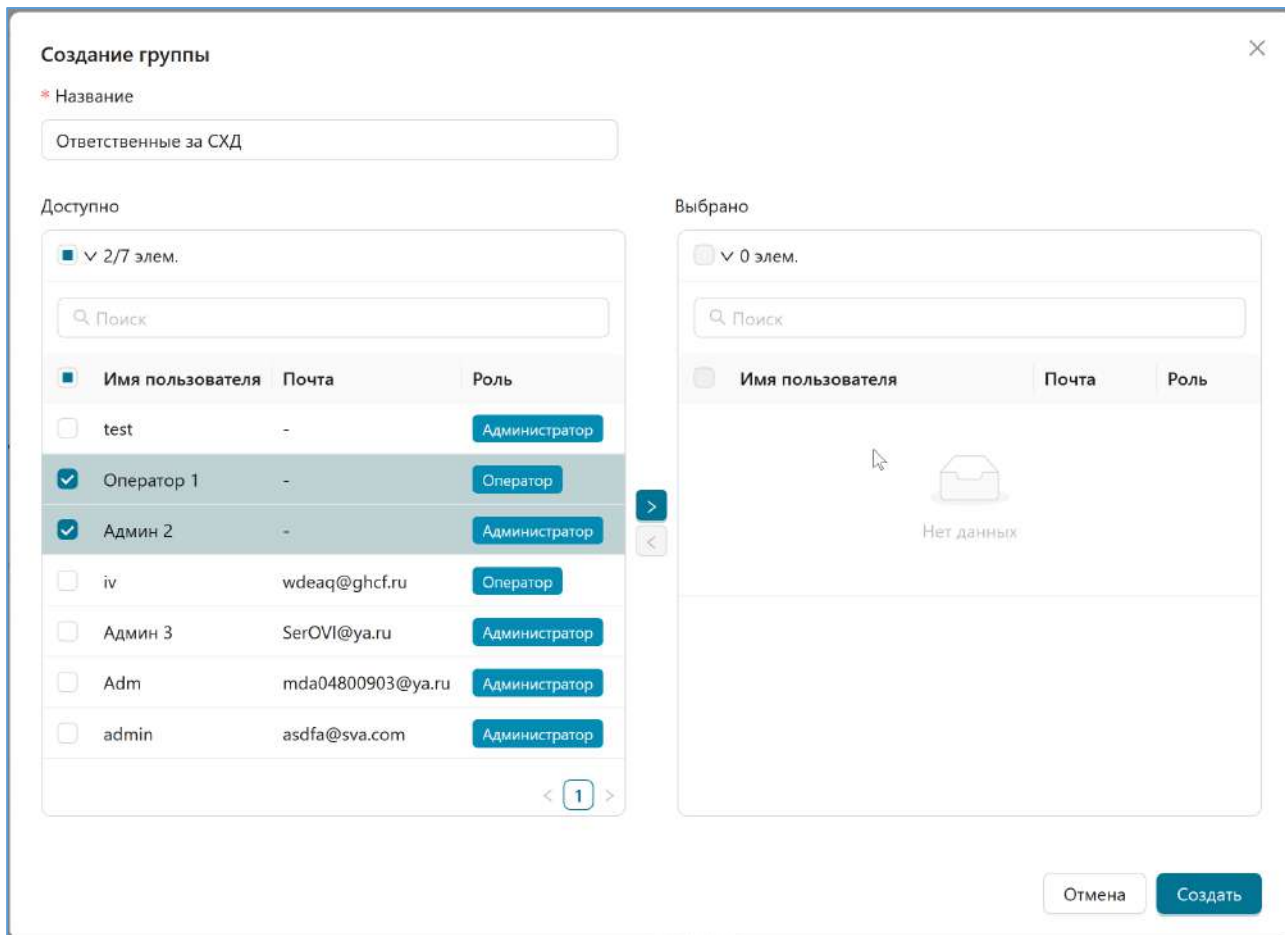 Создание группы
* Название
Ответственные за СХД
Доступно
2/7 элем.
Поиск
Имя пользователя Почта Роль
test - Администратор
Оператор 1 - Оператор
Админ 2 - Администратор
iv wdeaq@ghcf.ru Оператор
Админ 3 SerOVI@ya.ru Администратор
Adm mda04800903@ya.ru Администратор
admin asdfa@sva.com Администратор
< 1 >
>
<
Выбрано
0 элем.
Поиск
Имя пользователя Почта Роль
Нет данных
Отмена Создать